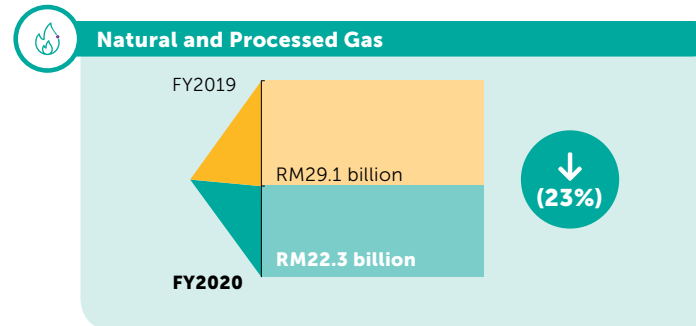 Natural and Processed Gas
FY2019
RM29.1 billion
(23%)
RM22.3 billion
FY2020